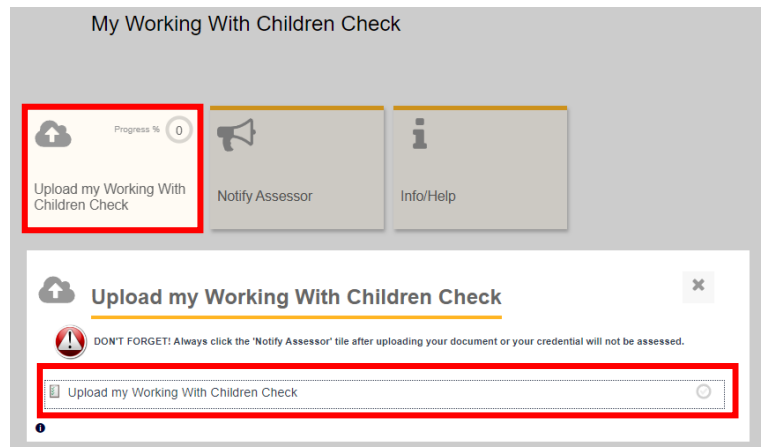 My Working With Children Check
Progress % 0
Upload my Working With
Children Check
Notify Assessor
Info/Help
Upload my Working With Children Check
DON'T FORGET! Always click the 'Notify Assessor' tile after uploading your document or your credential will not be assessed.
Upload my Working With Children Check